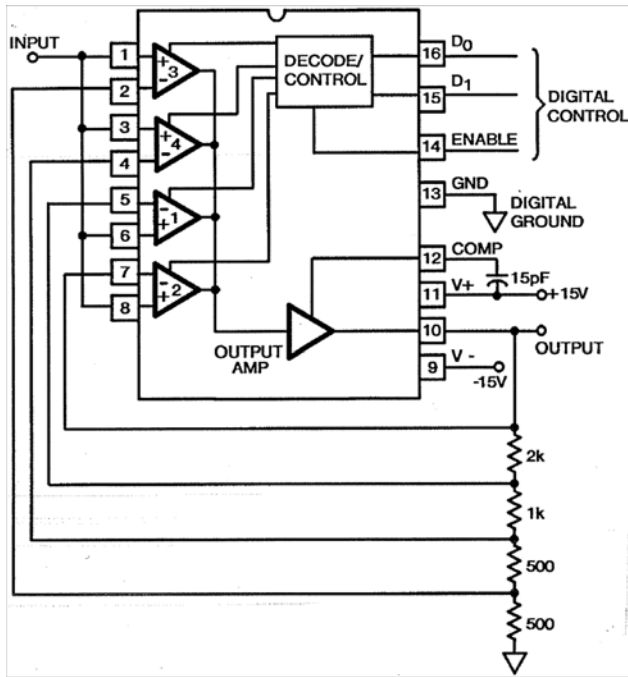 INPUT
1
+
3
-
2
3
+
4
-
4
5
-
1
6
+
7
-
2
8
+
DECODE/
CONTROL
16
D0
15
D1
14
ENABLE
DIGITAL
CONTROL
13
GND
DIGITAL
GROUND
12
COMP
15pF
11
V+
+15V
10
OUTPUT
OUTPUT
AMP
9
V -
-15V
2k
1k
500
500